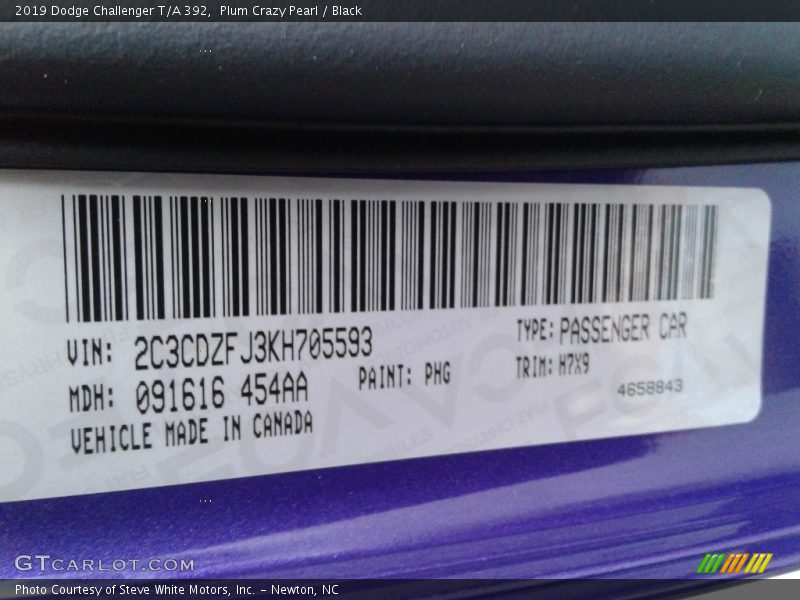 2019 Dodge Challenger T/A 392, Plum Crazy Pearl / Black
VIN: 2C3CDZFJ3KH705593
TYPE: PASSENGER CAR
MDH: 091616 454AA
PAINT: PHG
TRIM: H7X9
4658843
VEHICLE MADE IN CANADA
GTCARLOT.COM
Photo Courtesy of Steve White Motors, Inc. – Newton, NC